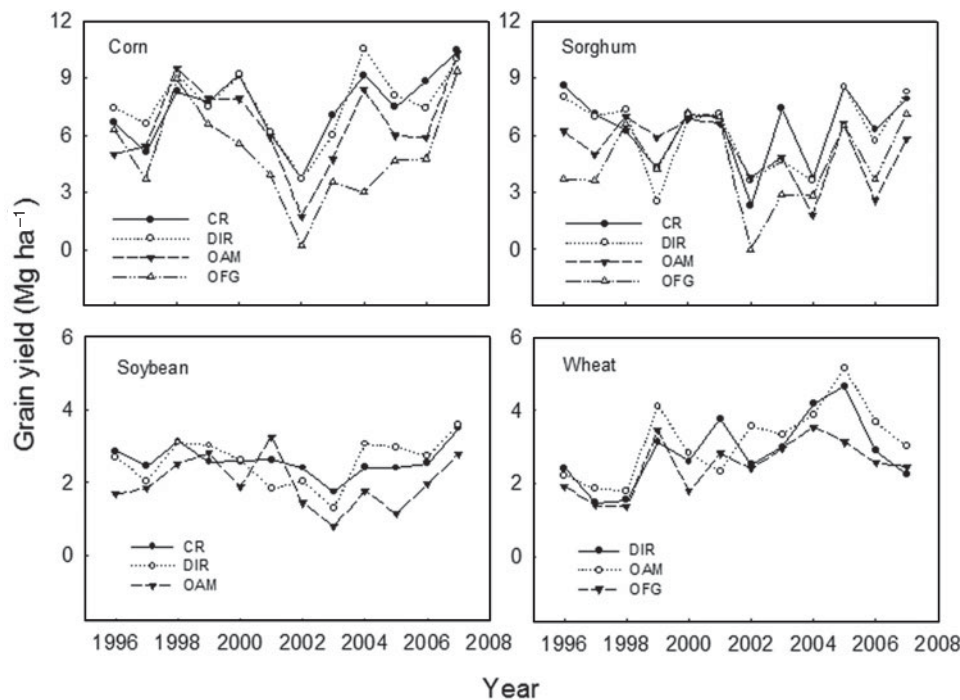 Grain yield (Mg ha⁻¹)
12
9
6
3
0
Corn
CR
DIR
OAM
OFG
12
9
6
3
0
Sorghum
CR
DIR
OAM
OFG
6
4
2
0
Soybean
CR
DIR
OAM
1996 1998 2000 2002 2004 2006 2008
6
4
2
0
Wheat
DIR
OAM
OFG
1996 1998 2000 2002 2004 2006 2008
Year